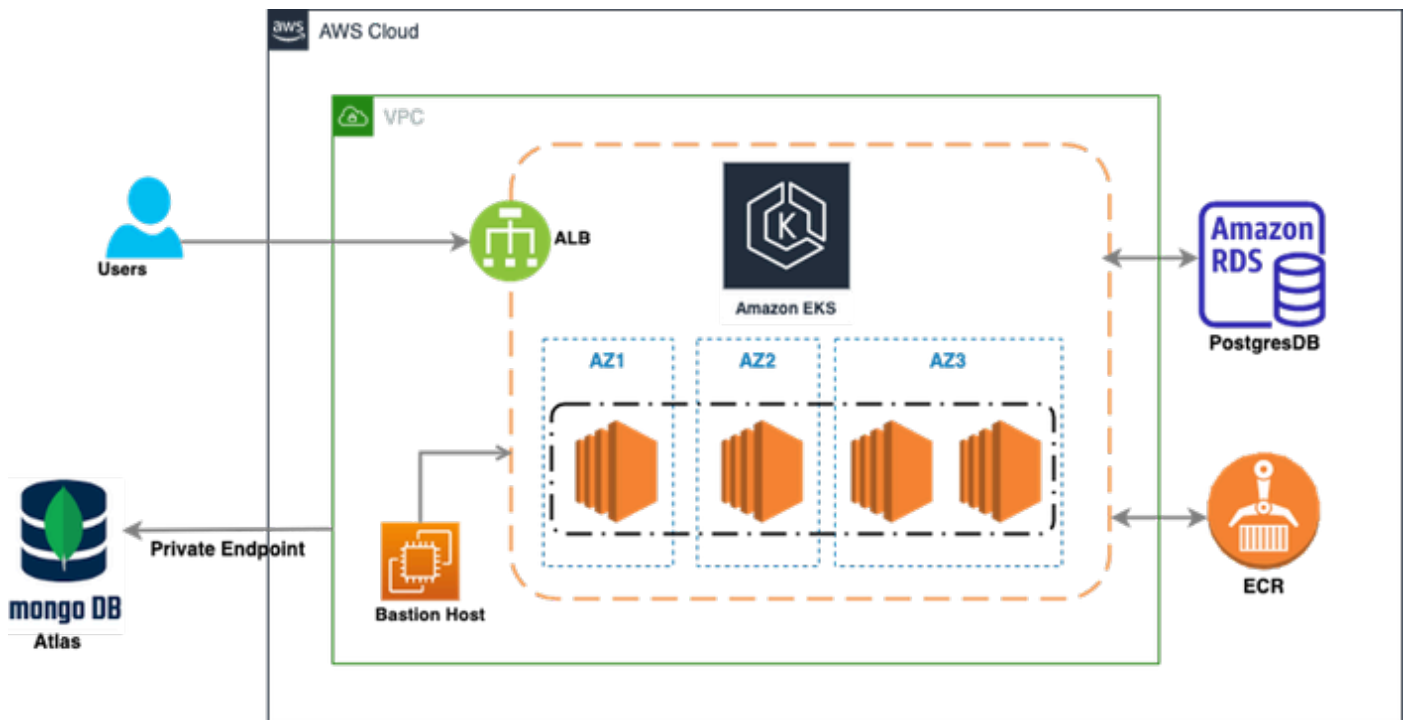 aws
AWS Cloud
VPC
Users
ALB
K
Amazon EKS
Amazon
RDS
PostgresDB
AZ1
AZ2
AZ3
mongo DB
Atlas
Private Endpoint
Bastion Host
ECR